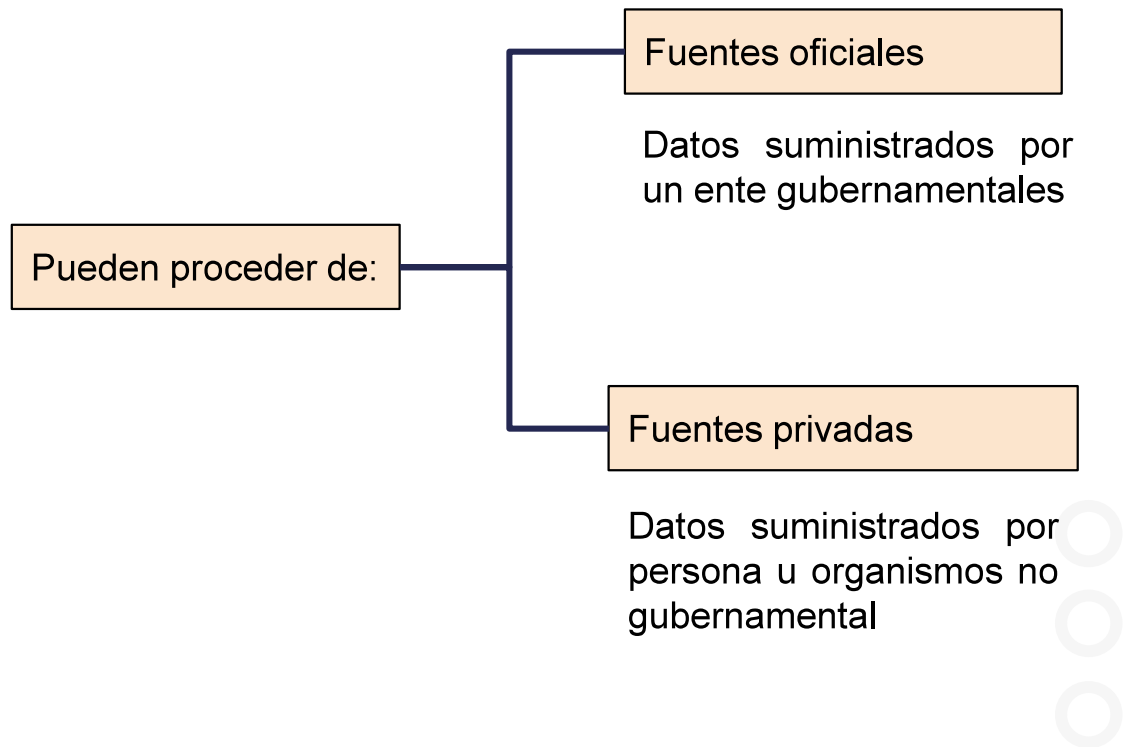 Fuentes oficiales
Datos suministrados por
un ente gubernamentales
Pueden proceder de:
Fuentes privadas
Datos suministrados por
persona u organismos no
gubernamental